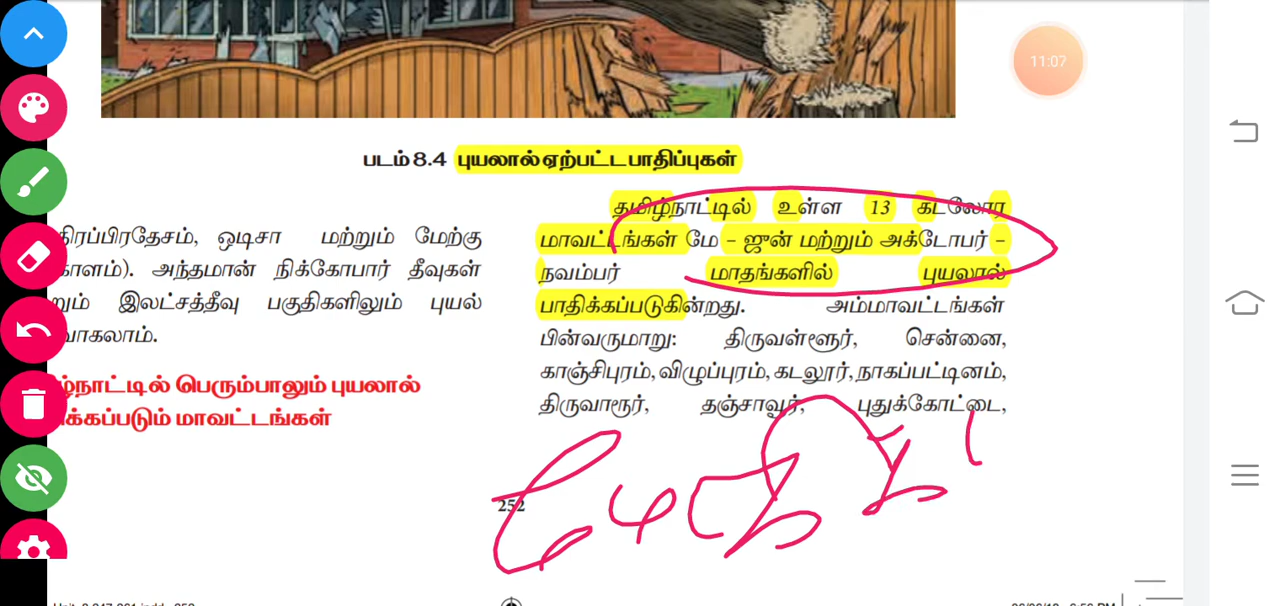 11:07
படம் 8.4 புயலால் ஏற்பட்ட பாதிப்புகள்
திரப்பிரதேசம், ஒடிசா மற்றும் மேற்கு
காளம்). அந்தமான் நிக்கோபார் தீவுகள்
றும் இலட்சத்தீவு பகுதிகளிலும் புயல்
வாகலாம்.
ழ்நாட்டில் பெரும்பாலும் புயலால்
க்கப்படும் மாவட்டங்கள்
தமிழ்நாட்டில் உள்ள 13 கடலோர
மாவட்டங்கள் மே – ஜுன் மற்றும் அக்டோபர் –
நவம்பர் மாதங்களில் புயலால்
பாதிக்கப்படுகின்றது. அம்மாவட்டங்கள்
பின்வருமாறு: திருவள்ளூர், சென்னை,
காஞ்சிபுரம், விழுப்புரம், கடலூர், நாகப்பட்டினம்,
திருவாரூர், தஞ்சாவூர், புதுக்கோட்டை,
252